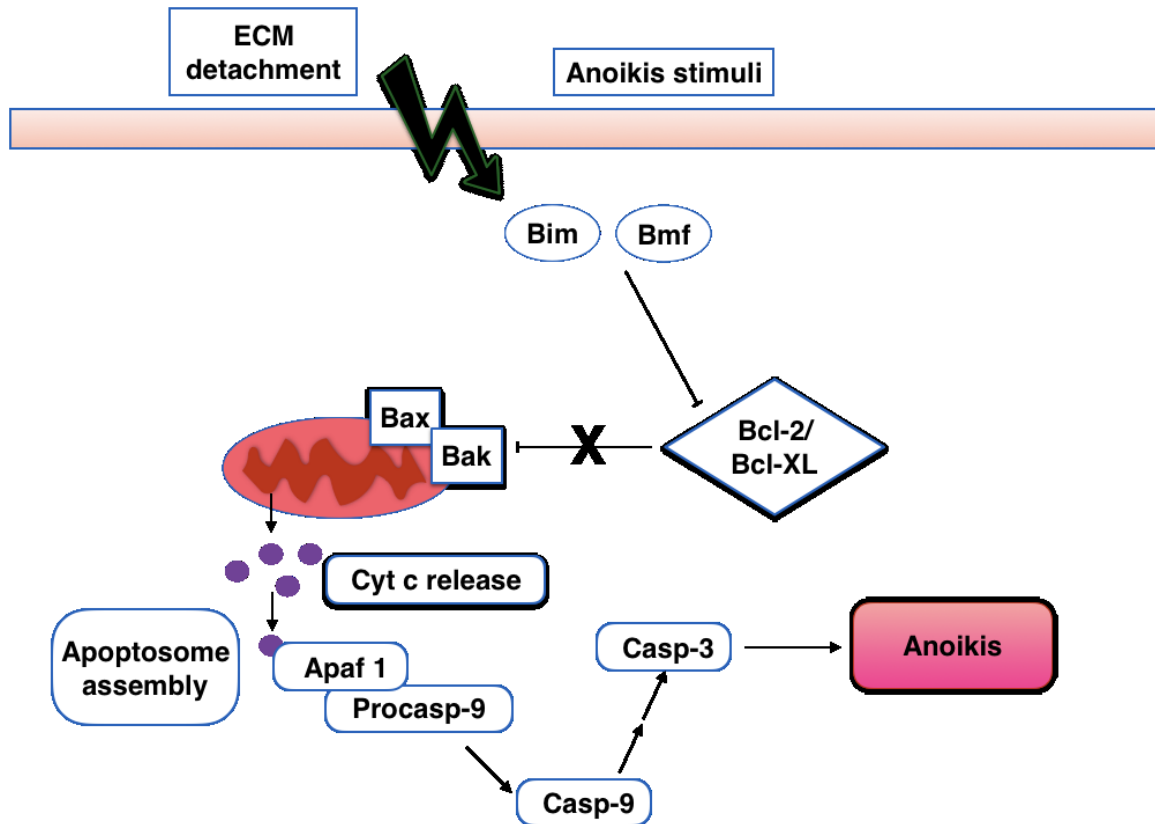 ECM
detachment
Anoikis stimuli
Bim
Bmf
Bax
Bak
X
Bcl-2/
Bcl-XL
Cyt c release
Apoptosome
assembly
Apaf 1
Procasp-9
Casp-3
Anoikis
Casp-9